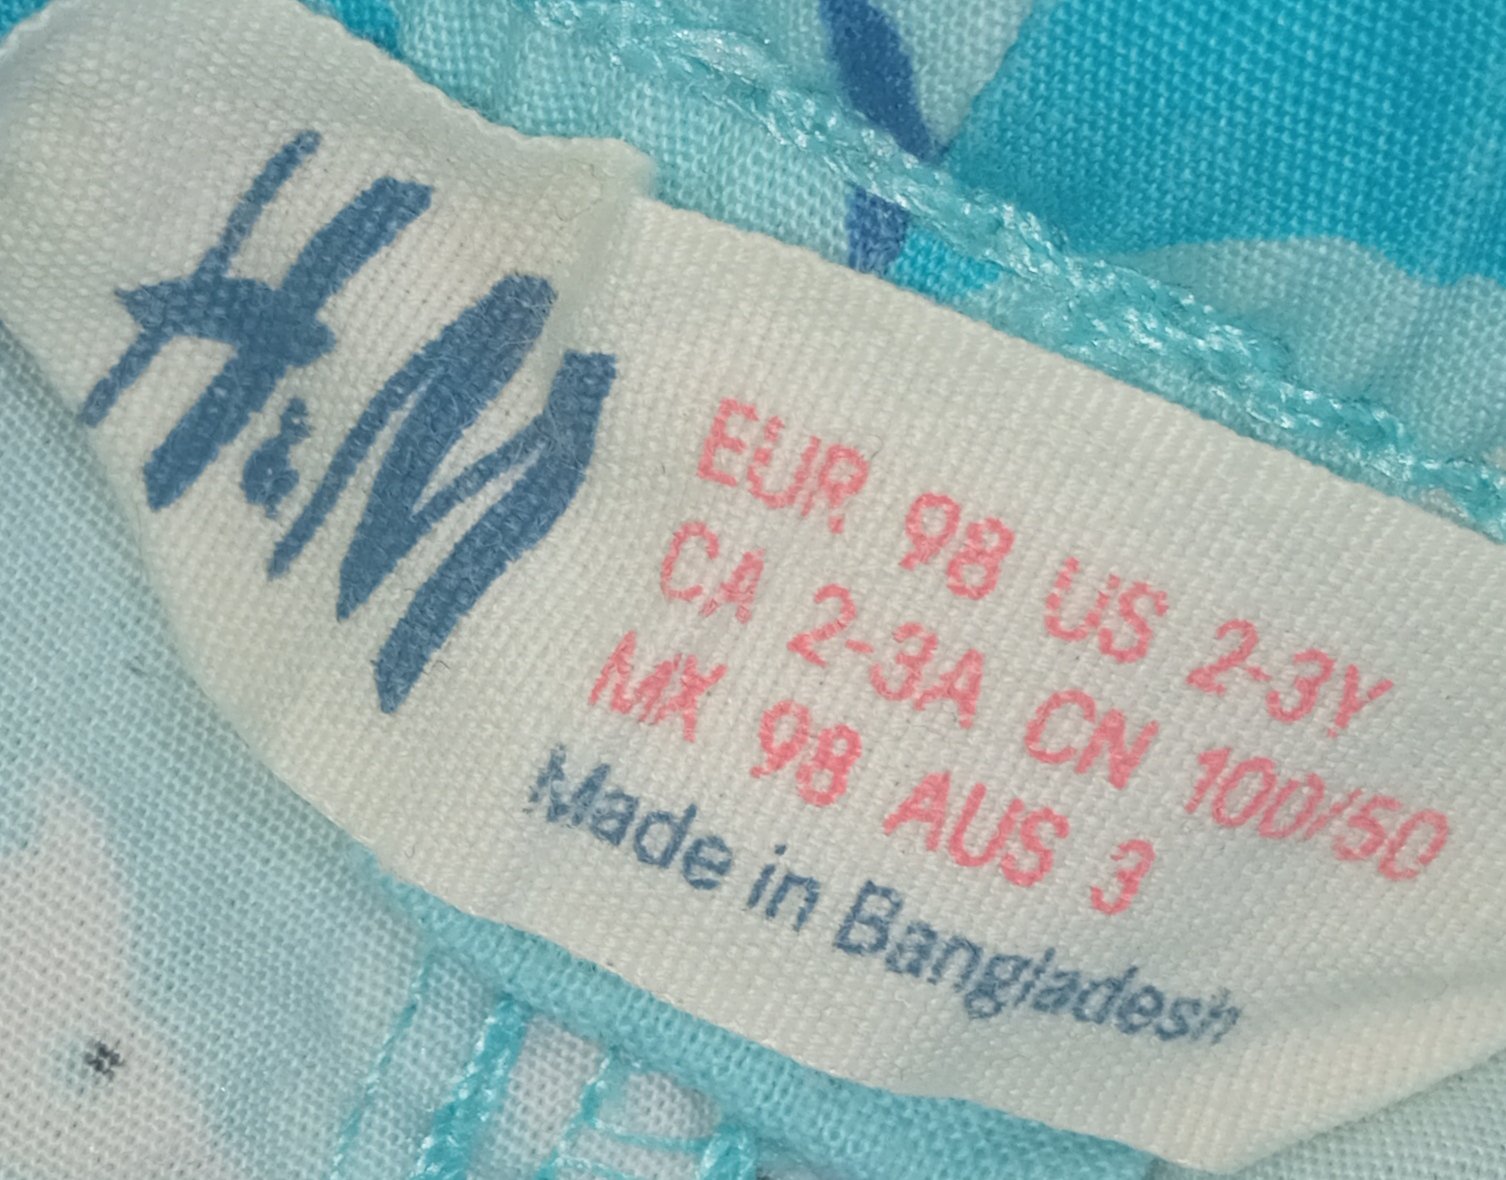 H&M
EUR 98 US 2-3Y
CA 2-3A CN 100/50
MX 98 AUS 3
Made in Bangladesh